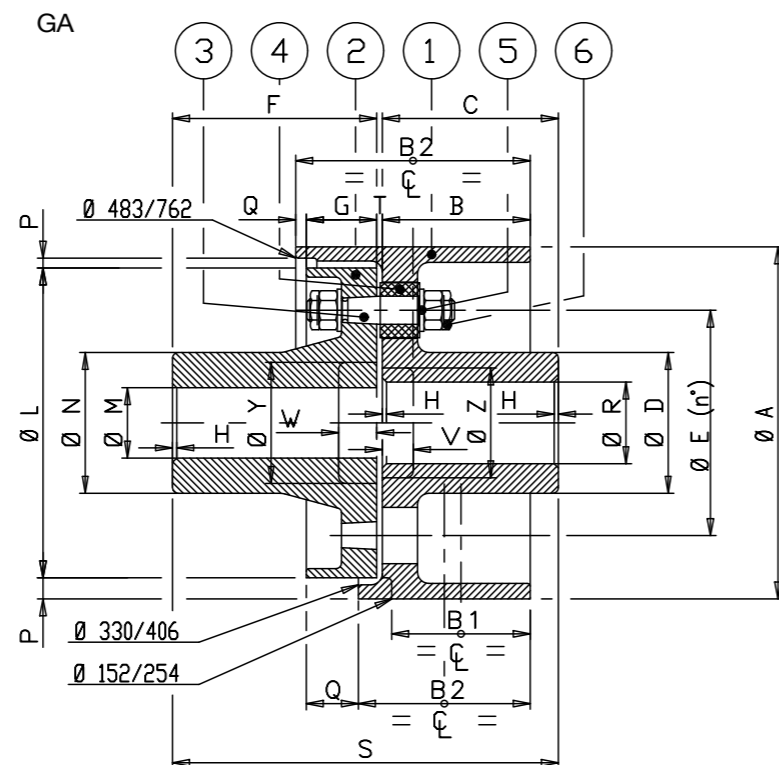 GA
3 4 2 1 5 6
F C
B2
= ℄ =
Ø 483/762 Q G T B
P
Ø L
Ø N
Ø M
H
Ø Y
W
H
V
Ø Z
H
Ø R
Ø D
Ø E (n°)
Ø A
P
Ø 330/406
B1
= ℄ =
Ø 152/254
Q B2
= ℄ =
S